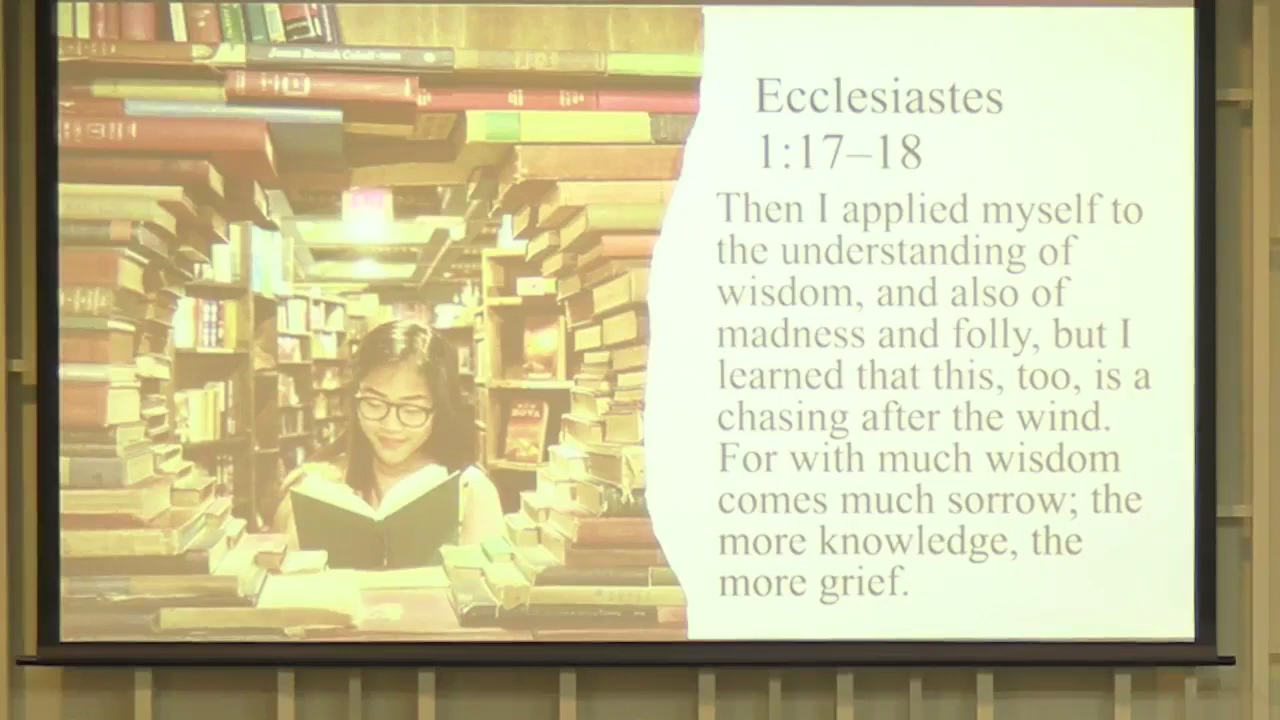 Ecclesiastes
1:17–18
Then I applied myself to
the understanding of
wisdom, and also of
madness and folly, but I
learned that this, too, is a
chasing after the wind.
For with much wisdom
comes much sorrow; the
more knowledge, the
more grief.